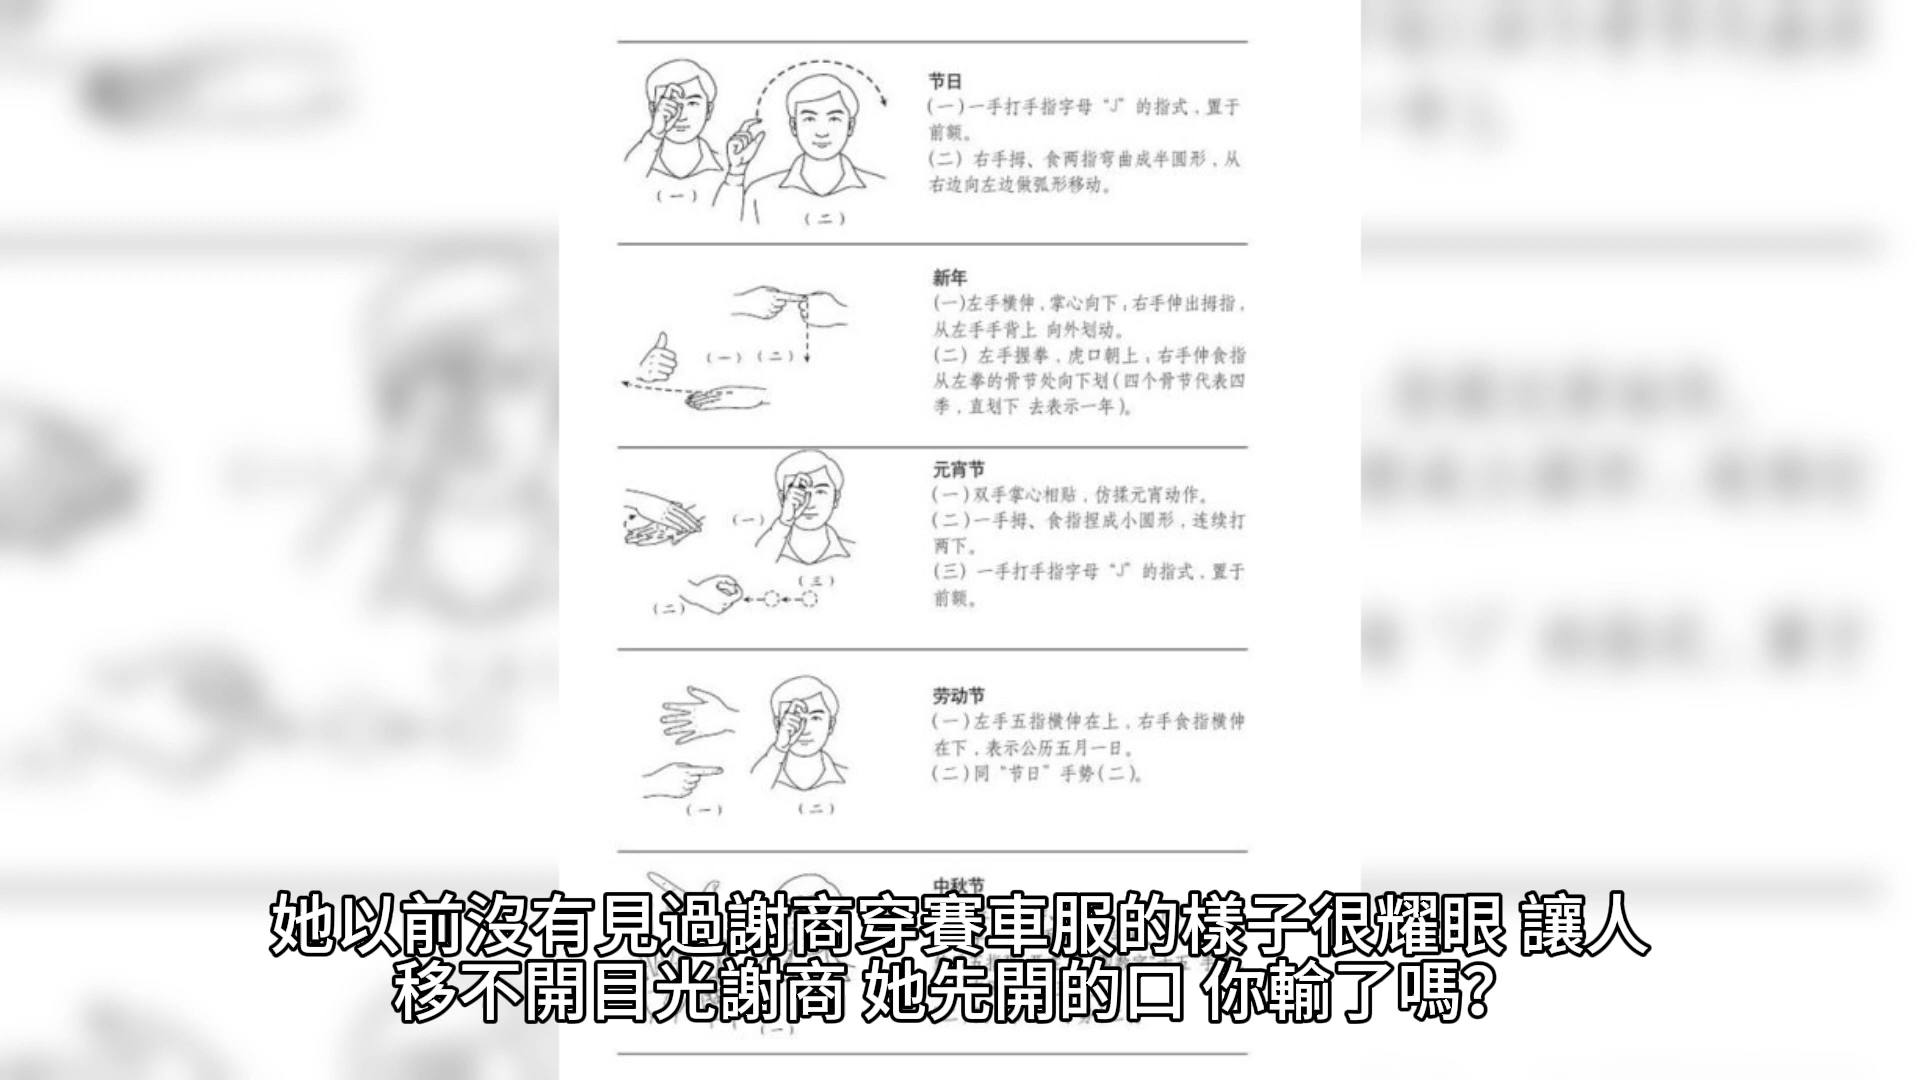 节日
(一)一手打手指字母“J”的指式，置于
前额。
(二) 右手拇、食两指弯曲成半圆形，从
右边向左边做弧形移动。
(一)
(二)
新年
(一)左手横伸，掌心向下，右手伸出拇指，
从左手手背上 向外划动。
(二) 左手握拳，虎口朝上，右手伸食指
从左拳的骨节处向下划(四个骨节代表四
季，直划下 去表示一年)。
(一) (二)
元宵节
(一)双手掌心相贴，仿揉元宵动作。
(二)一手拇、食指捏成小圆形，连续打
两下。
(三) 一手打手指字母“J”的指式，置于
前额。
(一)
(三)
(二)
劳动节
(一)左手五指横伸在上，右手食指横伸
在下，表示公历五月一日。
(二)同“节日”手势(二)。
(一)
(二)
中秋节
她以前沒有見過謝商穿賽車服的樣子很耀眼 讓人
移不開目光謝商 她先開的口 你輸了嗎？
(一)